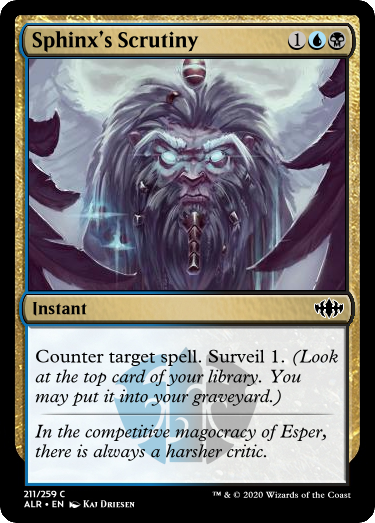 Sphinx's Scrutiny 1
Instant
Counter target spell. Surveil 1. (Look
at the top card of your library. You
may put it into your graveyard.)
In the competitive magocracy of Esper,
there is always a harsher critic.
211/259 C
ALR • EN Kaj Driesen
™ & © 2020 Wizards of the Coast